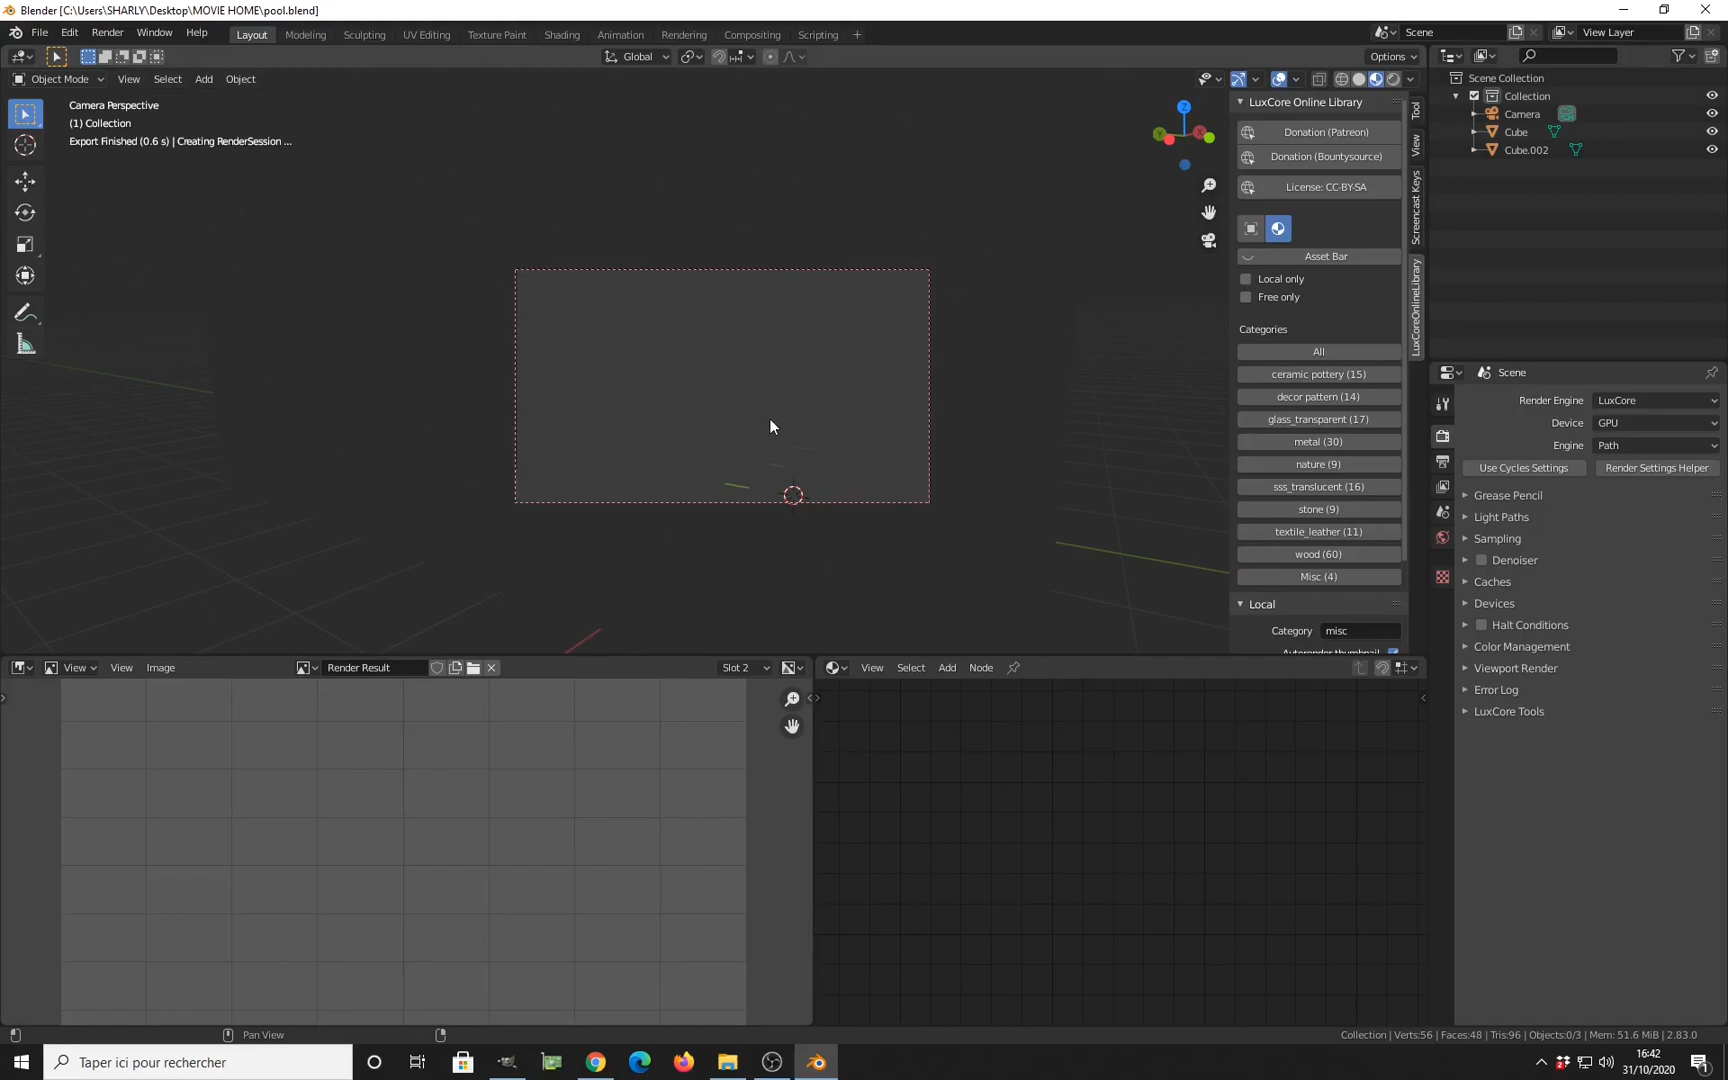 Blender [C:\Users\SHARLY\Desktop\MOVIE HOME\pool.blend]
File Edit Render Window Help
Layout Modeling Sculpting UV Editing Texture Paint Shading Animation Rendering Compositing Scripting +
Scene
View Layer
Global
Options
Object Mode View Select Add Object
Camera Perspective
(1) Collection
Export Finished (0.6 s) | Creating RenderSession ...
Z
Y
X
LuxCore Online Library
Donation (Patreon)
Donation (Bountysource)
License: CC-BY-SA
Asset Bar
Local only
Free only
Categories
All
ceramic pottery (15)
decor pattern (14)
glass_transparent (17)
metal (30)
nature (9)
sss_translucent (16)
stone (9)
textile_leather (11)
wood (60)
Misc (4)
Local
Category misc
Autorender thumbnail
Tool
View
Screencast Keys
LuxCoreOnlineLibrary
Scene Collection
Collection
Camera
Cube
Cube.002
Scene
Render Engine LuxCore
Device GPU
Engine Path
Use Cycles Settings Render Settings Helper
Grease Pencil
Light Paths
Sampling
Denoiser
Caches
Devices
Halt Conditions
Color Management
Viewport Render
Error Log
LuxCore Tools
View View Image Render Result Slot 2
View Select Add Node
Pan View
Collection | Verts:56 | Faces:48 | Tris:96 | Objects:0/3 | Mem: 51.6 MiB | 2.83.0
Taper ici pour rechercher
16:42
31/10/2020
1